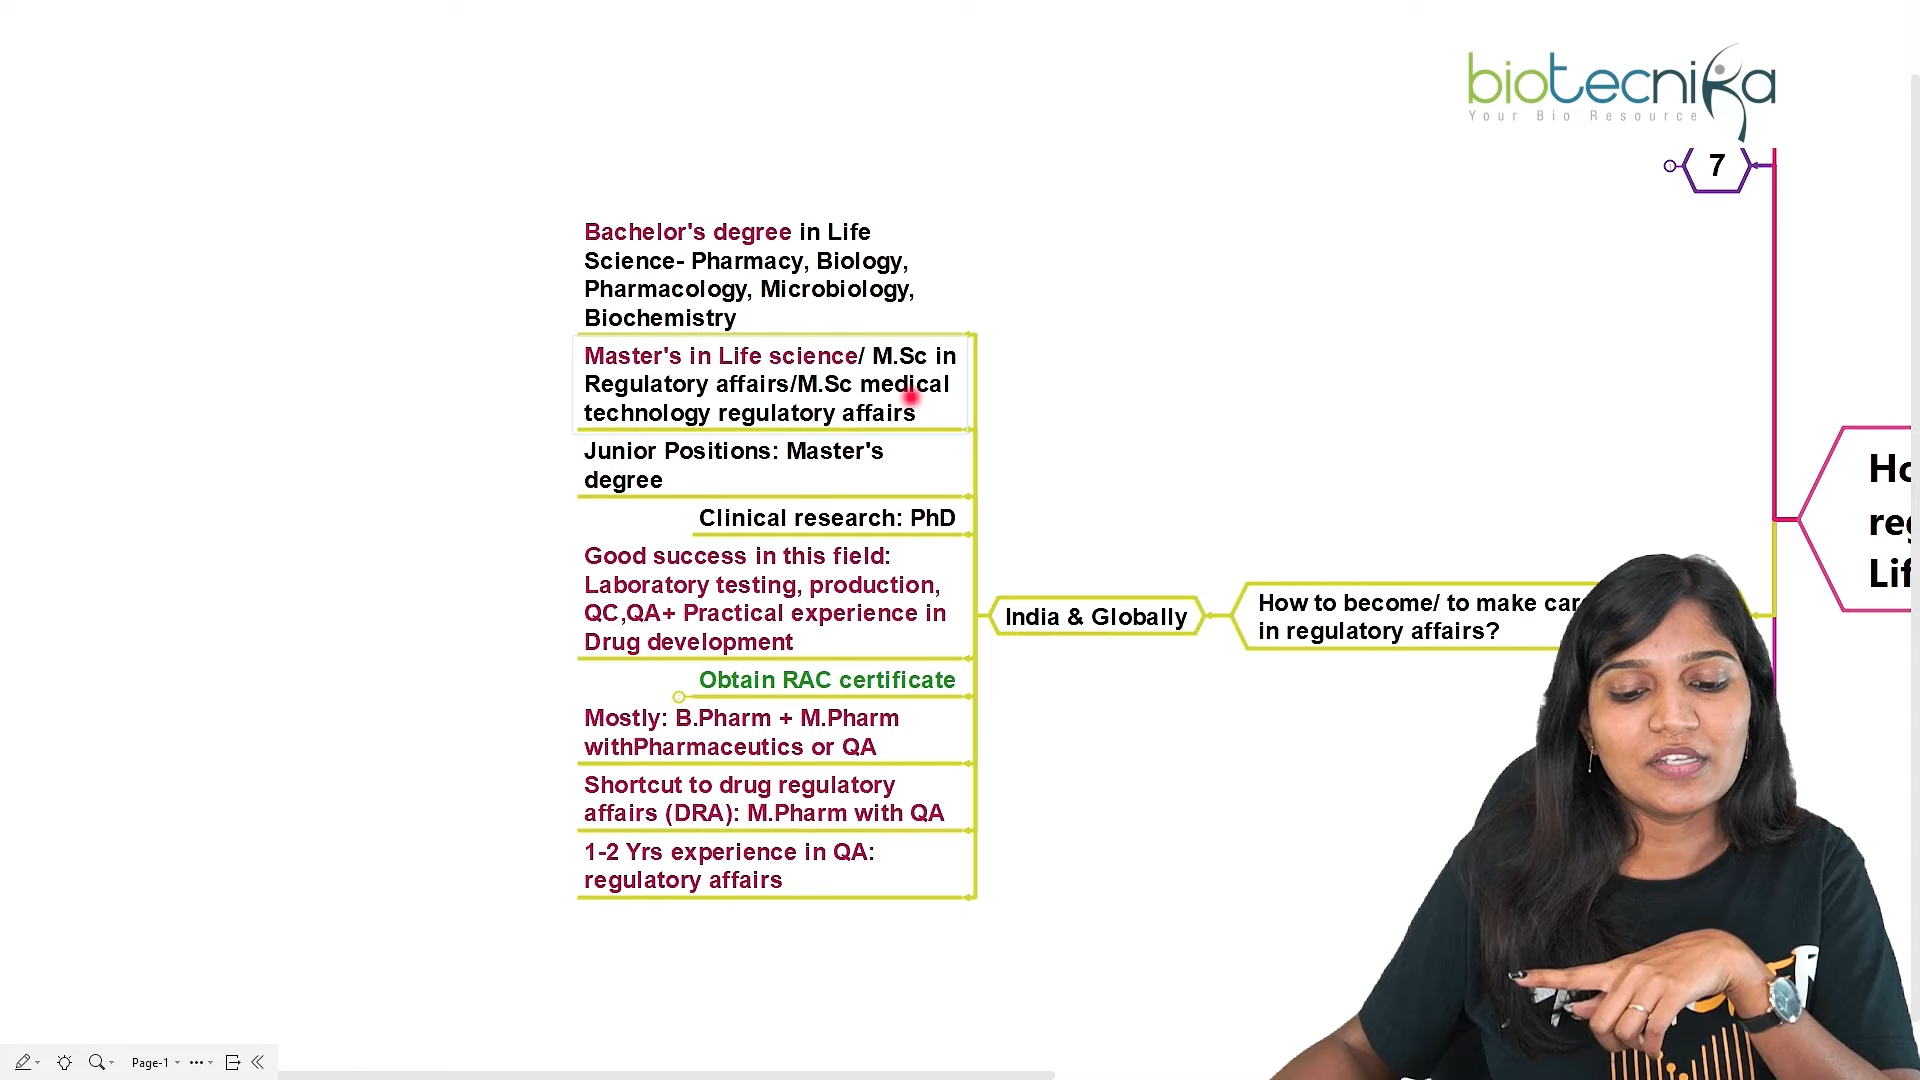 biotecnika
Your Bio Resource
7
Bachelor's degree in Life
Science- Pharmacy, Biology,
Pharmacology, Microbiology,
Biochemistry
Master's in Life science/ M.Sc in
Regulatory affairs/M.Sc medical
technology regulatory affairs
Junior Positions: Master's
degree
Clinical research: PhD
Good success in this field:
Laboratory testing, production,
QC,QA+ Practical experience in
Drug development
Obtain RAC certificate
Mostly: B.Pharm + M.Pharm
withPharmaceutics or QA
Shortcut to drug regulatory
affairs (DRA): M.Pharm with QA
1-2 Yrs experience in QA:
regulatory affairs
India & Globally
How to become/ to make car
in regulatory affairs?
Ho
reg
Lif
Page-1